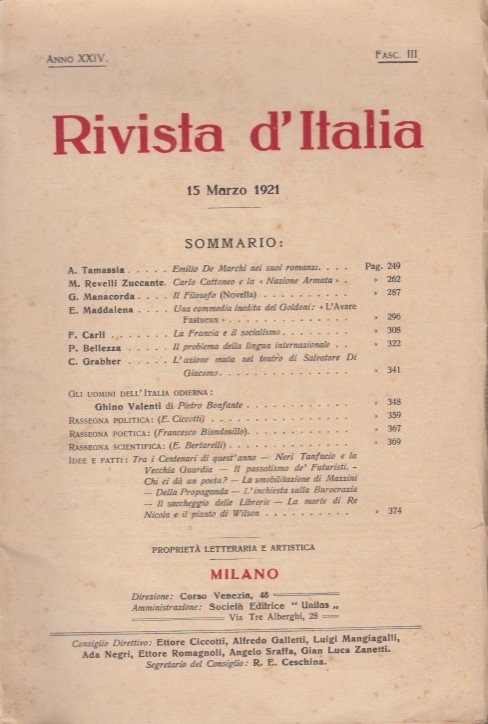 ANNO XXIV.
FASC. III.
Rivista d'Italia
15 Marzo 1921
SOMMARIO:
A. Tamassia . . . . . Emilio De Marchi nei suoi romanzi. . . . Pag. 249
M. Revelli Zuccante. Carlo Cattaneo e la « Nazione Armata » . » 262
G. Manacorda . . . . Il Filosofo (Novella) . . . . . . . . . . » 287
E. Maddalena . . . . Una commedia inedita del Goldoni: « L'Avare
Fastueux » . . . . . . . . . . . . . . » 296
F. Carli . . . . . . La Francia e il socialismo . . . . . . . » 308
P. Bellezza . . . . . Il problema della lingua internazionale . . » 322
C. Grabher . . . . . L'azione muta nel teatro di Salvatore Di
Giacomo . . . . . . . . . . . . . . . » 341
GLI UOMINI DELL'ITALIA ODIERNA:
Ghino Valenti di Pietro Bonfante . . . . . . . . . . . » 348
RASSEGNA POLITICA: (E. Ciccotti) . . . . . . . . . . . . » 359
RASSEGNA POETICA: (Francesco Biondolillo). . . . . . . . . » 367
RASSEGNA SCIENTIFICA: (E. Bertarelli) . . . . . . . . . . . » 369
IDEE E FATTI: Tra i Centenari di quest'anno — Neri Tanfucio e la
Vecchia Guardia — Il passatismo de' Futuristi. -
Chi ci dà un poeta? — La smobilitazione di Mazzini
— Della Propaganda — L'inchiesta sulla Burocrazia
— Il saccheggio delle Librerie — La morte di Re
Nicola e il pianto di Wilson . . . . . . . . . . » 374
PROPRIETÀ LETTERARIA E ARTISTICA
MILANO
Direzione: Corso Venezia, 48
Amministrazione: Società Editrice " Unitas „
Via Tre Alberghi, 28
Consiglio Direttivo: Ettore Ciccotti, Alfredo Galletti, Luigi Mangiagalli,
Ada Negri, Ettore Romagnoli, Angelo Sraffa, Gian Luca Zanetti.
Segretario del Consiglio: R. E. Ceschina.